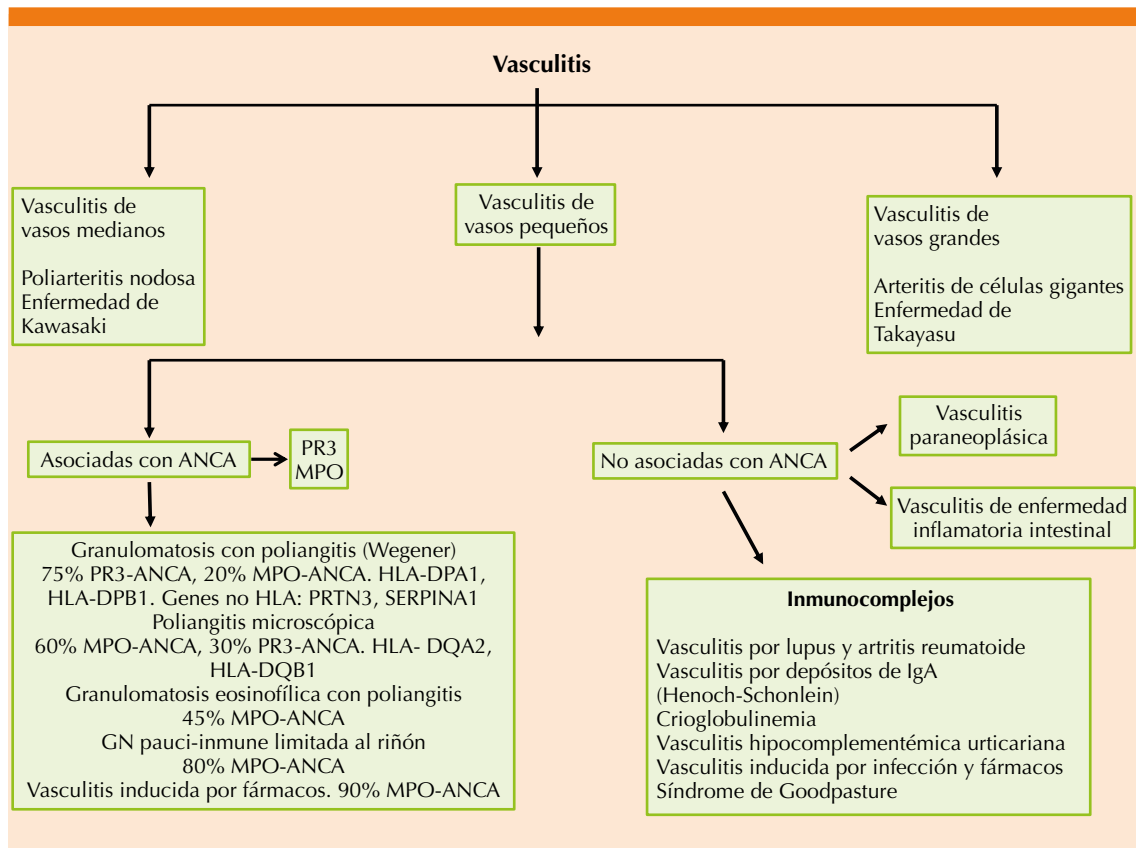 Vasculitis
Vasculitis de
vasos medianos
Poliarteritis nodosa
Enfermedad de
Kawasaki
Vasculitis de
vasos pequeños
Vasculitis de
vasos grandes
Arteritis de células gigantes
Enfermedad de
Takayasu
Asociadas con ANCA
PR3
MPO
No asociadas con ANCA
Vasculitis
paraneoplásica
Vasculitis de enfermedad
inflamatoria intestinal
Granulomatosis con poliangitis (Wegener)
75% PR3-ANCA, 20% MPO-ANCA. HLA-DPA1,
HLA-DPB1. Genes no HLA: PRTN3, SERPINA1
Poliangitis microscópica
60% MPO-ANCA, 30% PR3-ANCA. HLA- DQA2,
HLA-DQB1
Granulomatosis eosinofílica con poliangitis
45% MPO-ANCA
GN pauci-inmune limitada al riñón
80% MPO-ANCA
Vasculitis inducida por fármacos. 90% MPO-ANCA
Inmunocomplejos
Vasculitis por lupus y artritis reumatoide
Vasculitis por depósitos de IgA
(Henoch-Schonlein)
Crioglobulinemia
Vasculitis hipocomplementémica urticariana
Vasculitis inducida por infección y fármacos
Síndrome de Goodpasture